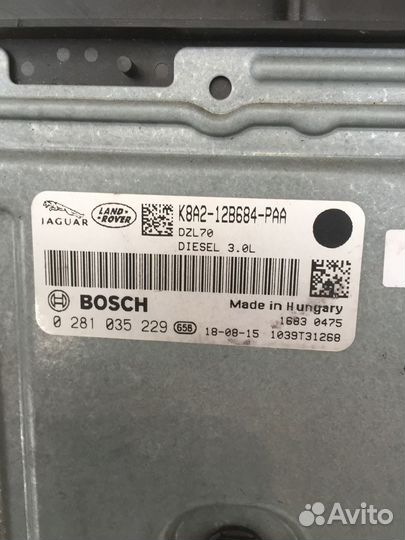 JAGUAR
LAND-
ROVER
K8A2-12B684-PAA
DZL70
DIESEL 3.0L
BOSCH
Made in Hungary
1683 0475
0 281 035 229 G5B 18-08-15 1039T31268
Avito